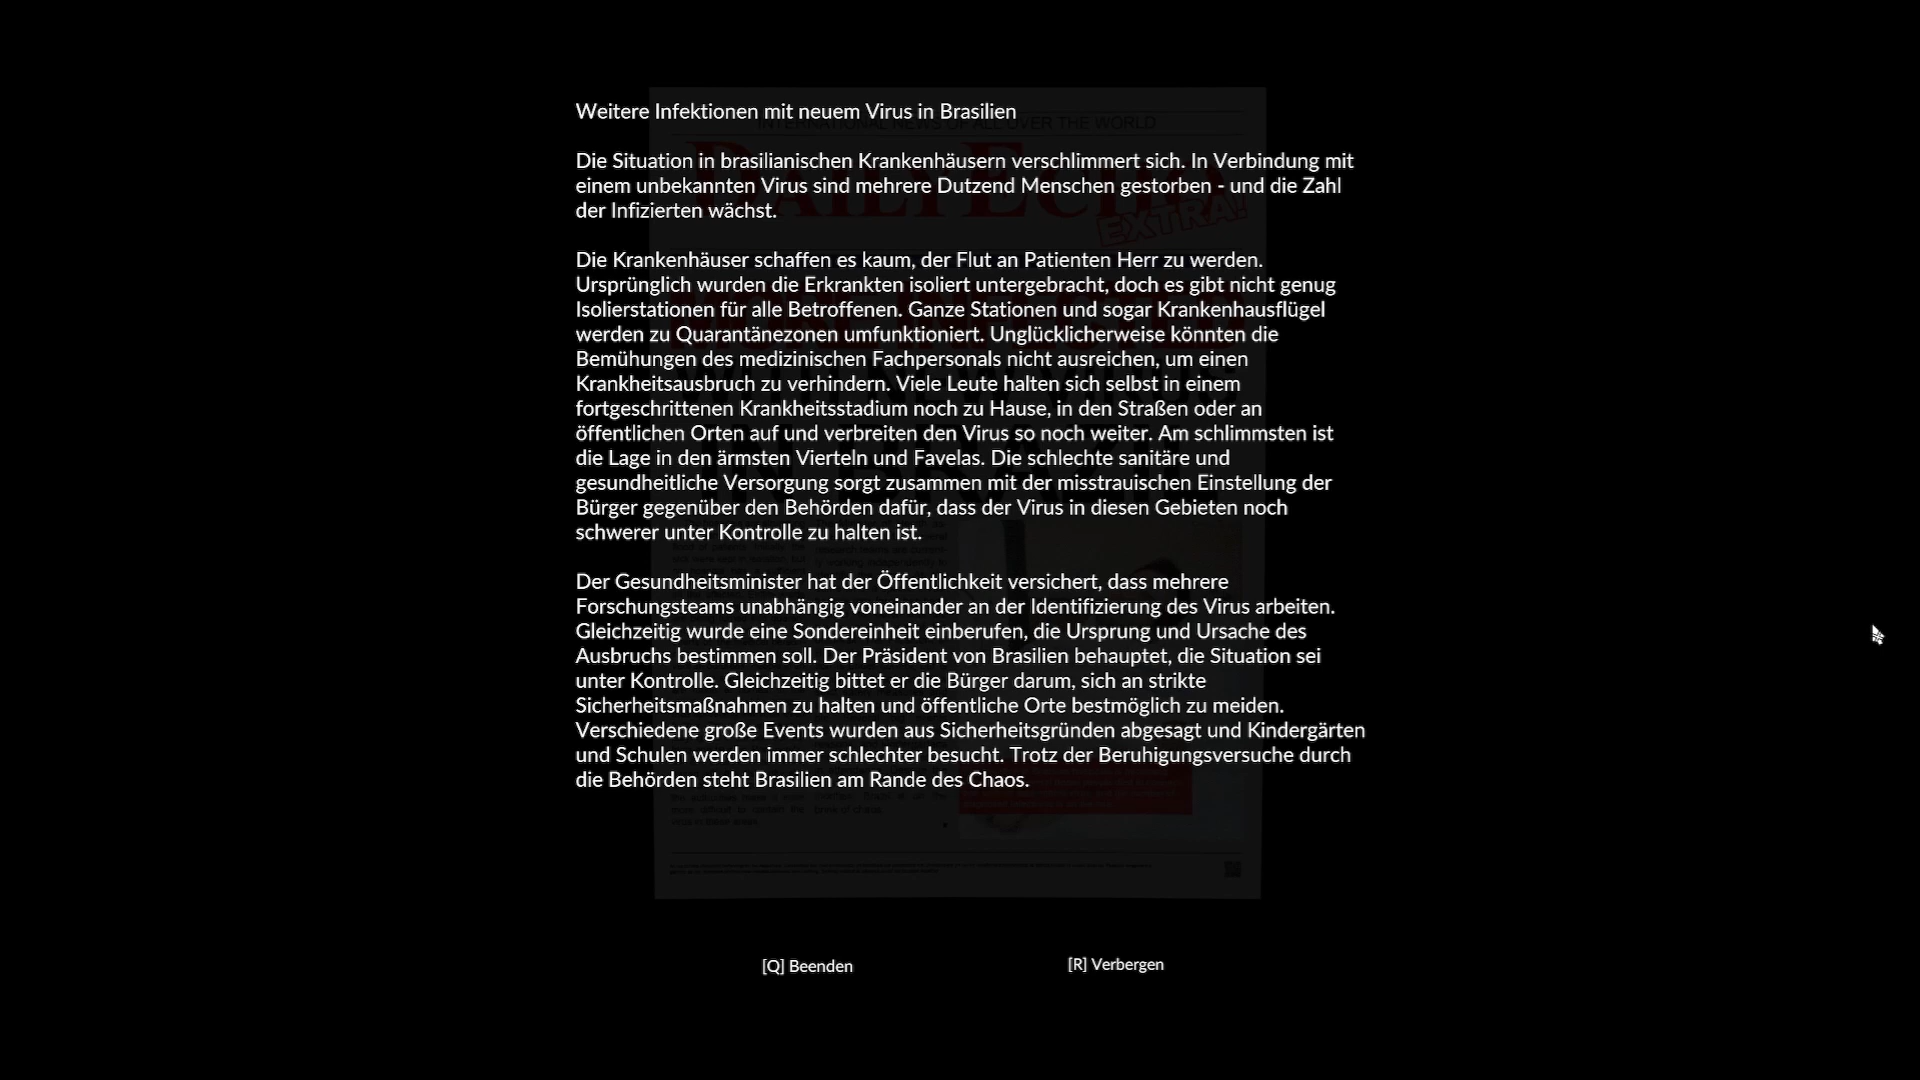 Weitere Infektionen mit neuem Virus in Brasilien
INTERNATIONAL NEWS OF ALL OVER THE WORLD
DAILY ECHO
EXTRA!
Die Situation in brasilianischen Krankenhäusern verschlimmert sich. In Verbindung mit
einem unbekannten Virus sind mehrere Dutzend Menschen gestorben - und die Zahl
der Infizierten wächst.
Die Krankenhäuser schaffen es kaum, der Flut an Patienten Herr zu werden.
Ursprünglich wurden die Erkrankten isoliert untergebracht, doch es gibt nicht genug
Isolierstationen für alle Betroffenen. Ganze Stationen und sogar Krankenhausflügel
werden zu Quarantänezonen umfunktioniert. Unglücklicherweise könnten die
Bemühungen des medizinischen Fachpersonals nicht ausreichen, um einen
Krankheitsausbruch zu verhindern. Viele Leute halten sich selbst in einem
fortgeschrittenen Krankheitsstadium noch zu Hause, in den Straßen oder an
öffentlichen Orten auf und verbreiten den Virus so noch weiter. Am schlimmsten ist
die Lage in den ärmsten Vierteln und Favelas. Die schlechte sanitäre und
gesundheitliche Versorgung sorgt zusammen mit der misstrauischen Einstellung der
Bürger gegenüber den Behörden dafür, dass der Virus in diesen Gebieten noch
schwerer unter Kontrolle zu halten ist.
Der Gesundheitsminister hat der Öffentlichkeit versichert, dass mehrere
Forschungsteams unabhängig voneinander an der Identifizierung des Virus arbeiten.
Gleichzeitig wurde eine Sondereinheit einberufen, die Ursprung und Ursache des
Ausbruchs bestimmen soll. Der Präsident von Brasilien behauptet, die Situation sei
unter Kontrolle. Gleichzeitig bittet er die Bürger darum, sich an strikte
Sicherheitsmaßnahmen zu halten und öffentliche Orte bestmöglich zu meiden.
Verschiedene große Events wurden aus Sicherheitsgründen abgesagt und Kindergärten
und Schulen werden immer schlechter besucht. Trotz der Beruhigungsversuche durch
die Behörden steht Brasilien am Rande des Chaos.
[Q] Beenden
[R] Verbergen